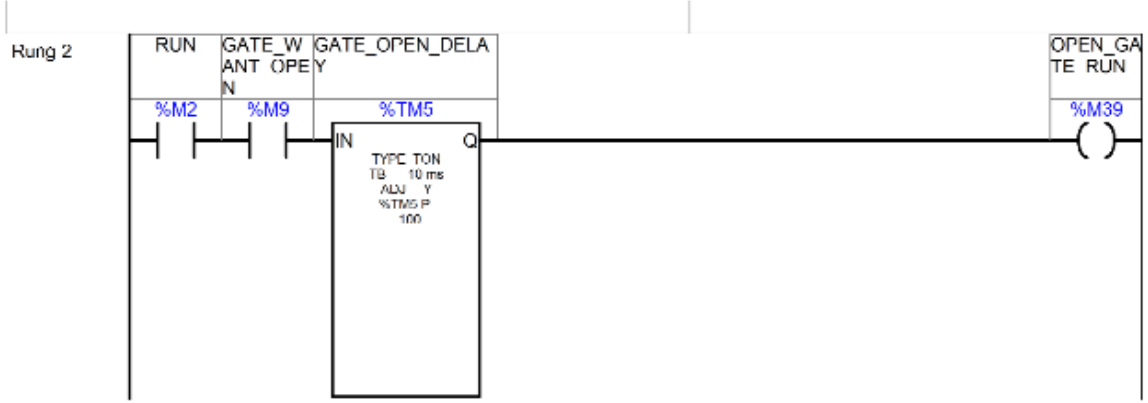 Rung 2
RUN
GATE_W
ANT_OPE
N
GATE_OPEN_DELA
Y
OPEN_GA
TE_RUN
%M2
%M9
%TM5
%M39
IN
Q
TYPE TON
TB 10 ms
ADJ Y
%TM5.P
100